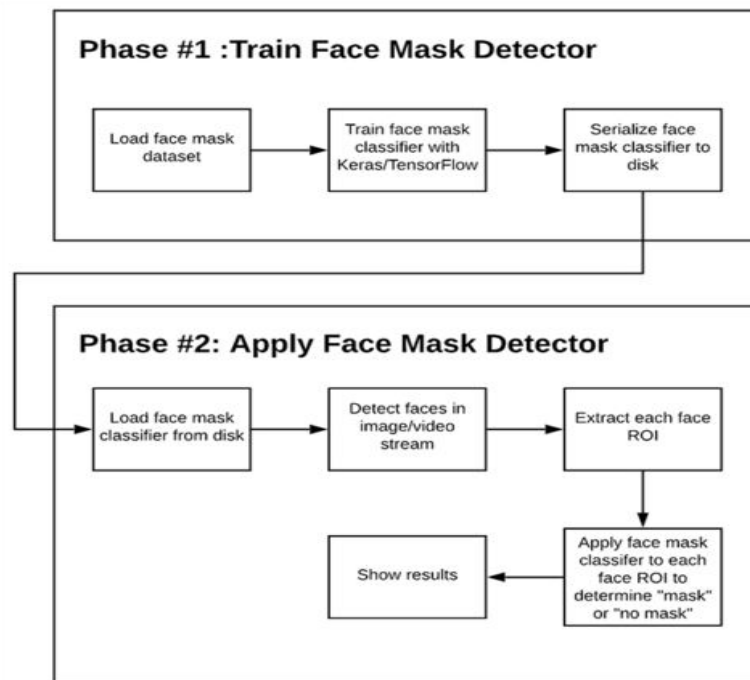 Phase #1 :Train Face Mask Detector
Load face mask
dataset
Train face mask
classifier with
Keras/TensorFlow
Serialize face
mask classifier to
disk
Phase #2: Apply Face Mask Detector
Load face mask
classifier from disk
Detect faces in
image/video
stream
Extract each face
ROI
Apply face mask
classifer to each
face ROI to
determine "mask"
or "no mask"
Show results